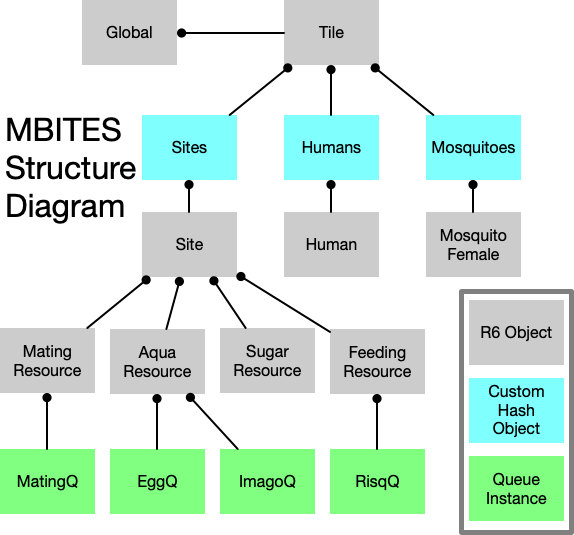 Global
Tile
MBITES
Structure
Diagram
Sites
Humans
Mosquitoes
Site
Human
Mosquito
Female
Mating
Resource
Aqua
Resource
Sugar
Resource
Feeding
Resource
MatingQ
EggQ
ImagoQ
RisqQ
R6 Object
Custom
Hash
Object
Queue
Instance